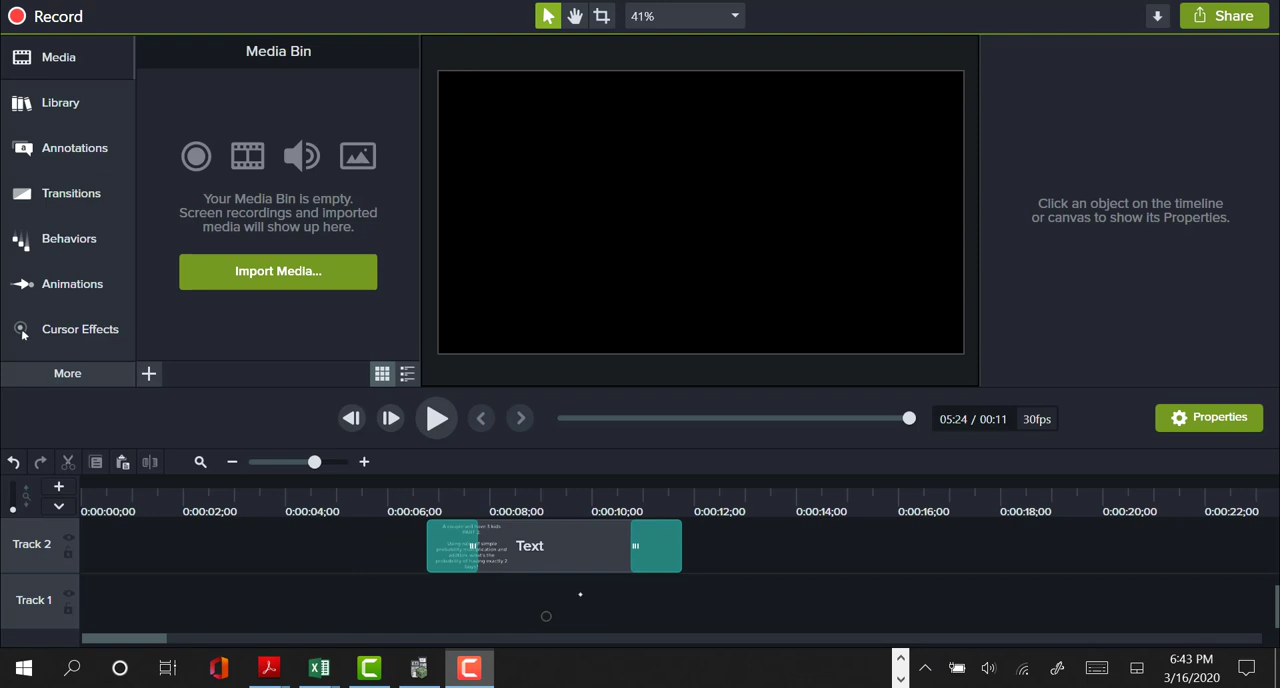 Record
41%
Share
Media
Media Bin
Library
Annotations
Transitions
Behaviors
Animations
Cursor Effects
More
Your Media Bin is empty.
Screen recordings and imported
media will show up here.
Import Media...
Click an object on the timeline
or canvas to show its Properties.
05:24 / 00:11
30fps
Properties
0:00:00;00
0:00:02;00
0:00:04;00
0:00:06;00
0:00:08;00
0:00:10;00
0:00:12;00
0:00:14;00
0:00:16;00
0:00:18;00
0:00:20;00
0:00:22;00
Track 2
Text
Track 1
6:43 PM
3/16/2020